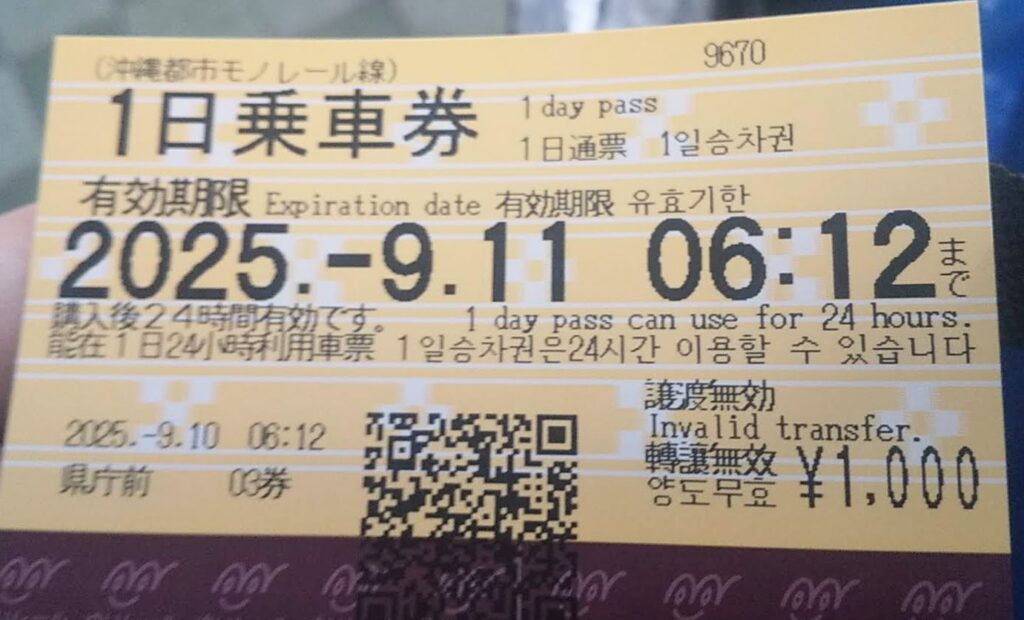 9670
(沖縄都市モノレール線)
1日乗車券 1 day pass
1日通票 1일승차권
有効期限 Expiration date 有効期限 유효기한
2025.-9.11 06:12まで
購入後24時間有効です。 1 day pass can use for 24 hours.
能在1日24小時利用車票 1일승차권은24시간 이용할 수 있습니다
譲渡無効
Invalid transfer.
轉讓無效
양도무효 ¥1,000
2025.-9.10 06:12
県庁前 03券